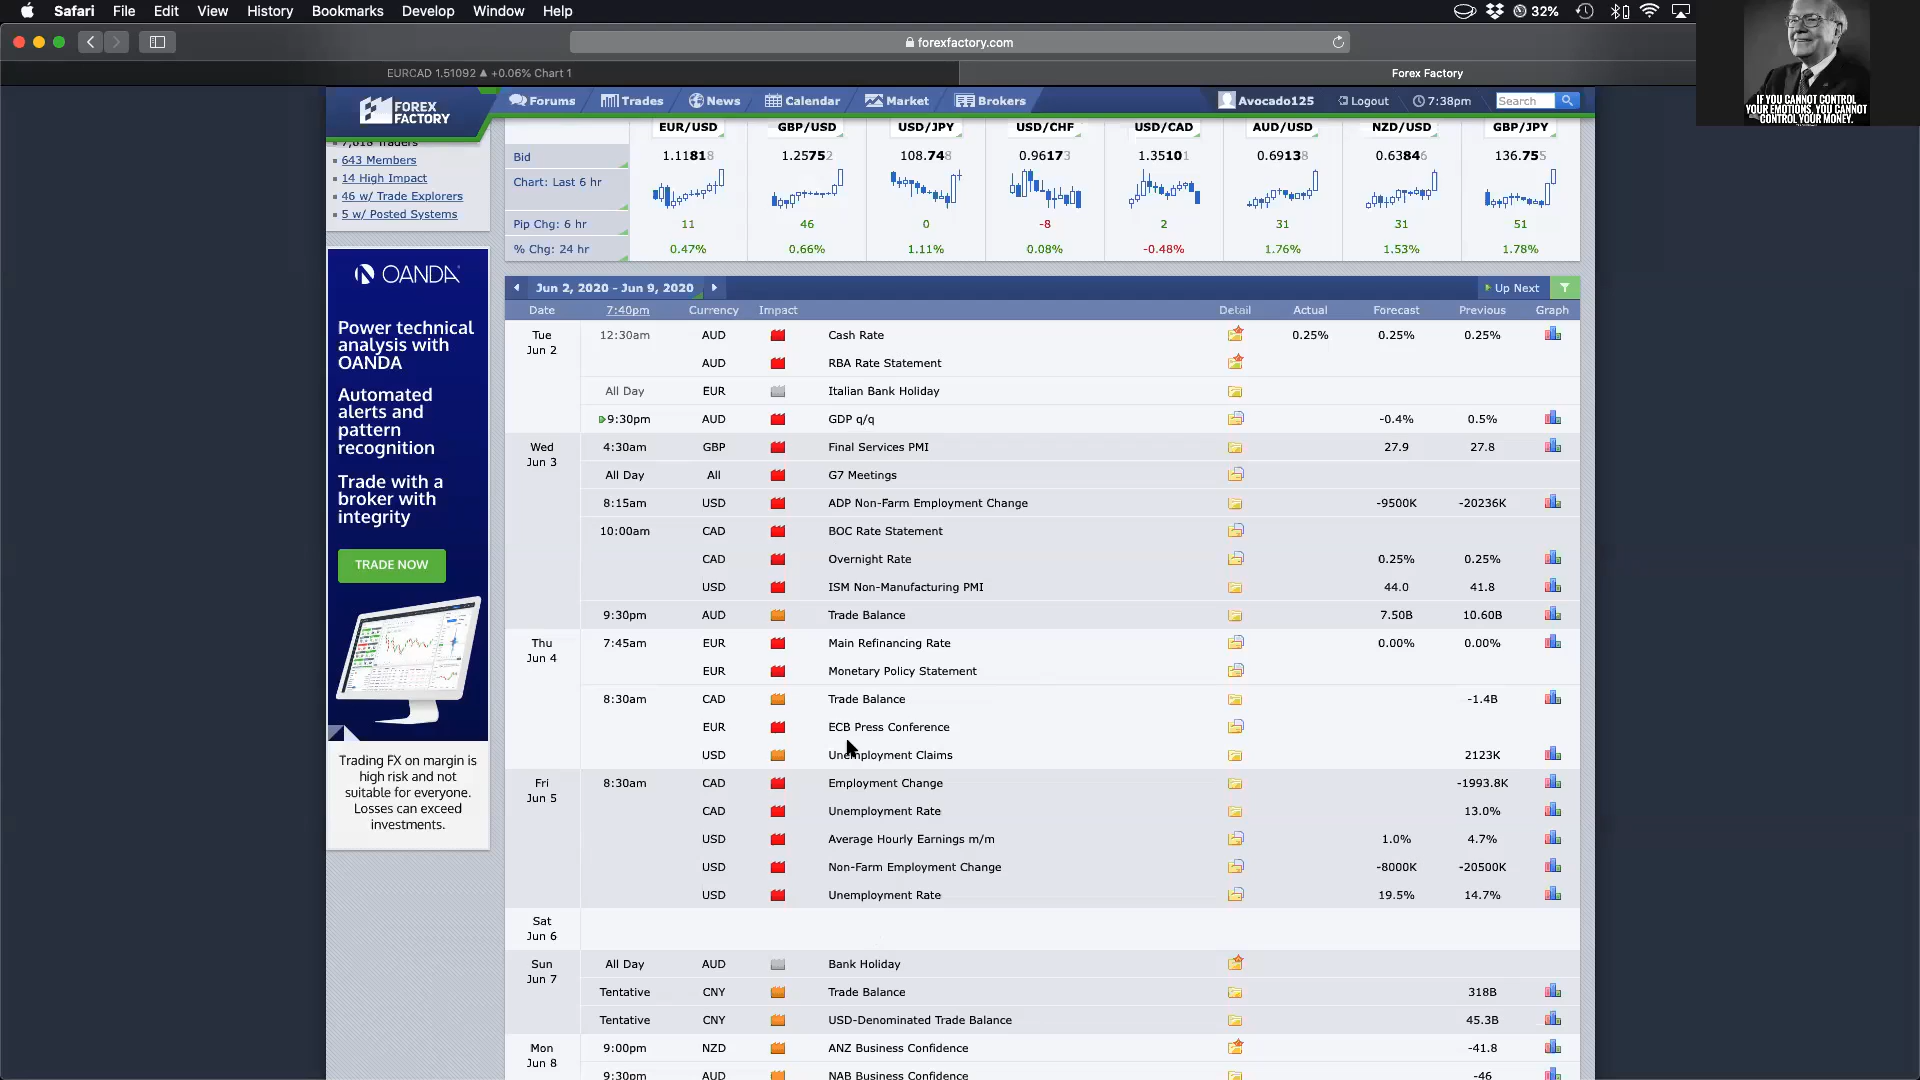 Safari File Edit View History Bookmarks Develop Window Help 32%
forexfactory.com
EURCAD 1.51092 ▲ +0.06% Chart 1 Forex Factory
IF YOU CANNOT CONTROL
YOUR EMOTIONS, YOU CANNOT
CONTROL YOUR MONEY.
FOREX
FACTORY
Forums Trades News Calendar Market Brokers Avocado125 Logout 7:38pm Search
Traders
643 Members
14 High Impact
46 w/ Trade Explorers
5 w/ Posted Systems
EUR/USD GBP/USD USD/JPY USD/CHF USD/CAD AUD/USD NZD/USD GBP/JPY
Bid 1.11818 1.25752 108.748 0.96173 1.35101 0.69138 0.63846 136.755
Chart: Last 6 hr
Pip Chg: 6 hr 11 46 0 -8 2 31 31 51
% Chg: 24 hr 0.47% 0.66% 1.11% 0.08% -0.48% 1.76% 1.53% 1.78%
OANDA
Power technical
analysis with
OANDA
Automated
alerts and
pattern
recognition
Trade with a
broker with
integrity
TRADE NOW
Trading FX on margin is
high risk and not
suitable for everyone.
Losses can exceed
investments.
Jun 2, 2020 - Jun 9, 2020 Up Next
Date 7:40pm Currency Impact Detail Actual Forecast Previous Graph
Tue
Jun 2
12:30am AUD Cash Rate 0.25% 0.25% 0.25%
AUD RBA Rate Statement
All Day EUR Italian Bank Holiday
9:30pm AUD GDP q/q -0.4% 0.5%
Wed
Jun 3
4:30am GBP Final Services PMI 27.9 27.8
All Day All G7 Meetings
8:15am USD ADP Non-Farm Employment Change -9500K -20236K
10:00am CAD BOC Rate Statement
CAD Overnight Rate 0.25% 0.25%
USD ISM Non-Manufacturing PMI 44.0 41.8
9:30pm AUD Trade Balance 7.50B 10.60B
Thu
Jun 4
7:45am EUR Main Refinancing Rate 0.00% 0.00%
EUR Monetary Policy Statement
8:30am CAD Trade Balance -1.4B
EUR ECB Press Conference
USD Unemployment Claims 2123K
Fri
Jun 5
8:30am CAD Employment Change -1993.8K
CAD Unemployment Rate 13.0%
USD Average Hourly Earnings m/m 1.0% 4.7%
USD Non-Farm Employment Change -8000K -20500K
USD Unemployment Rate 19.5% 14.7%
Sat
Jun 6
Sun
Jun 7
All Day AUD Bank Holiday
Tentative CNY Trade Balance 318B
Tentative CNY USD-Denominated Trade Balance 45.3B
Mon
Jun 8
9:00pm NZD ANZ Business Confidence -41.8
9:30pm AUD NAB Business Confidence -46